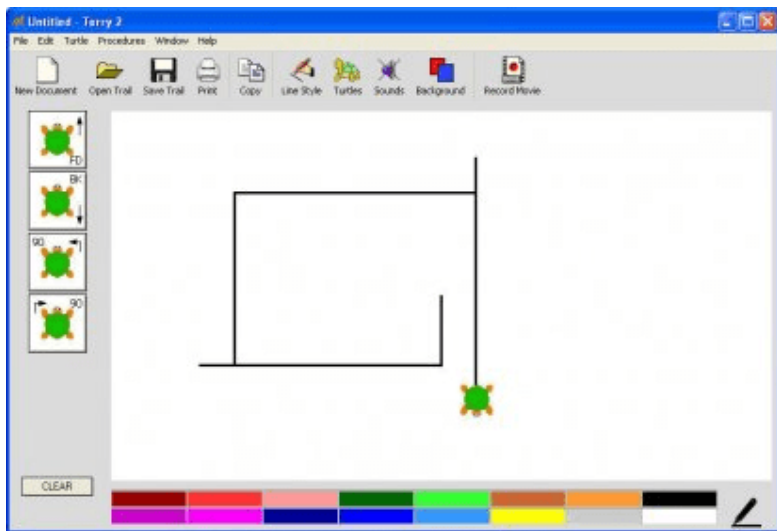 Untitled - Terry 2
File Edit Turtle Procedures Window Help
New Document Open Trail Save Trail Print Copy Line Style Turtles Sounds Background Record Movie
FD
BK
90
90
CLEAR